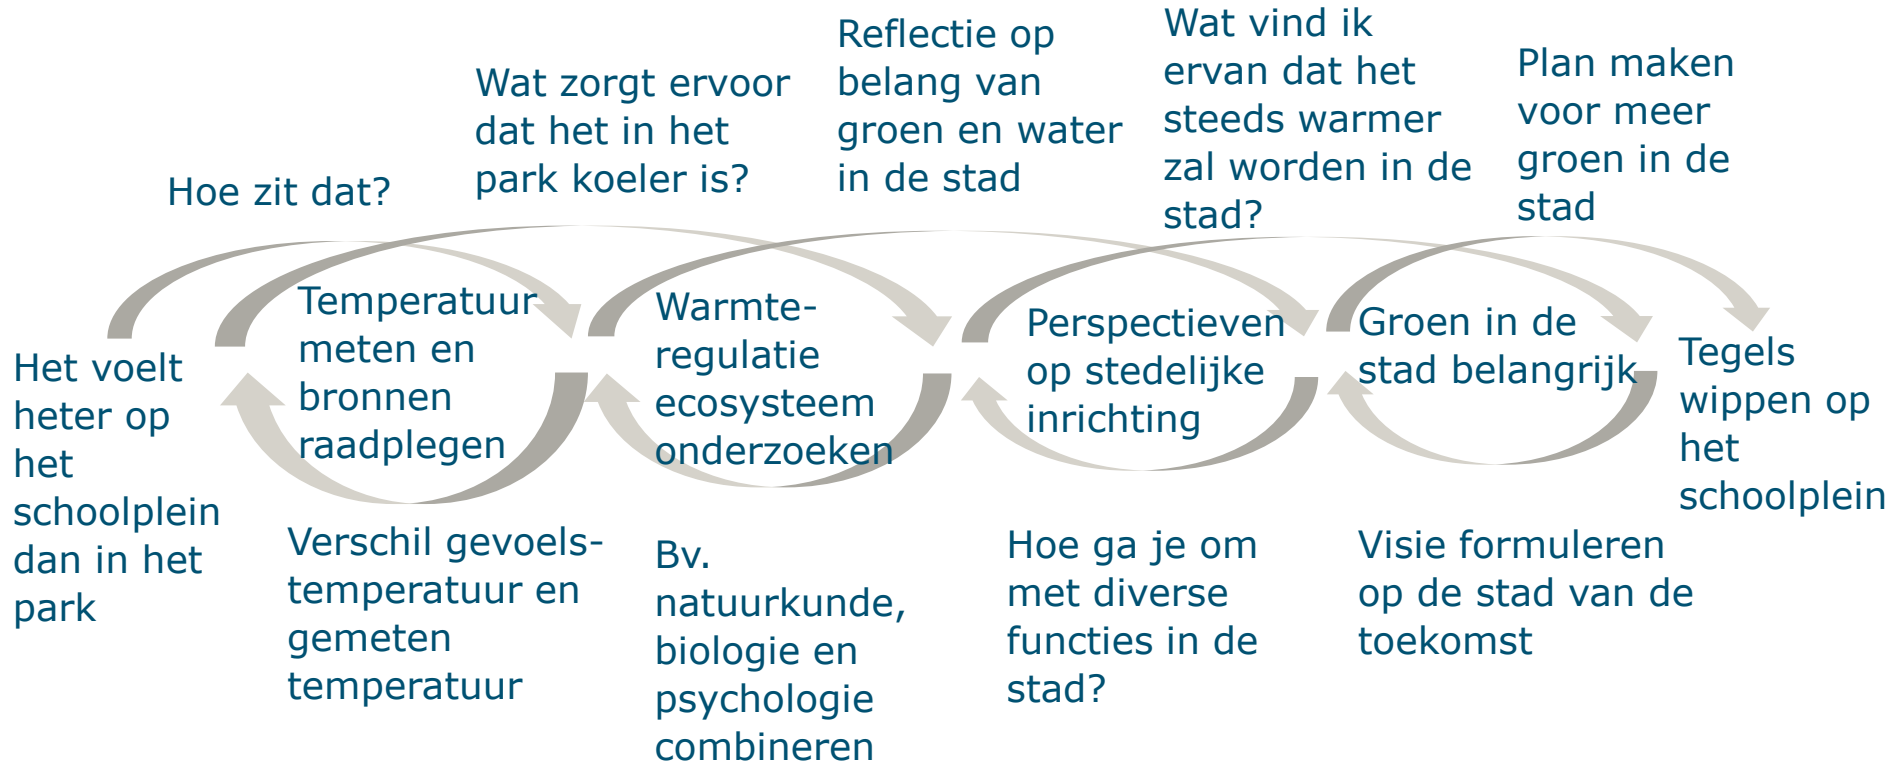 Hoe zit dat?
Wat zorgt ervoor
dat het in het
park koeler is?
Reflectie op
belang van
groen en water
in de stad
Wat vind ik
ervan dat het
steeds warmer
zal worden in de
stad?
Plan maken
voor meer
groen in de
stad
Het voelt
heter op
het
schoolplein
dan in het
park
Temperatuur
meten en
bronnen
raadplegen
Warmte-
regulatie
ecosysteem
onderzoeken
Perspectieven
op stedelijke
inrichting
Groen in de
stad belangrijk
Tegels
wippen op
het
schoolplein
Verschil gevoels-
temperatuur en
gemeten
temperatuur
Bv.
natuurkunde,
biologie en
psychologie
combineren
Hoe ga je om
met diverse
functies in de
stad?
Visie formuleren
op de stad van de
toekomst